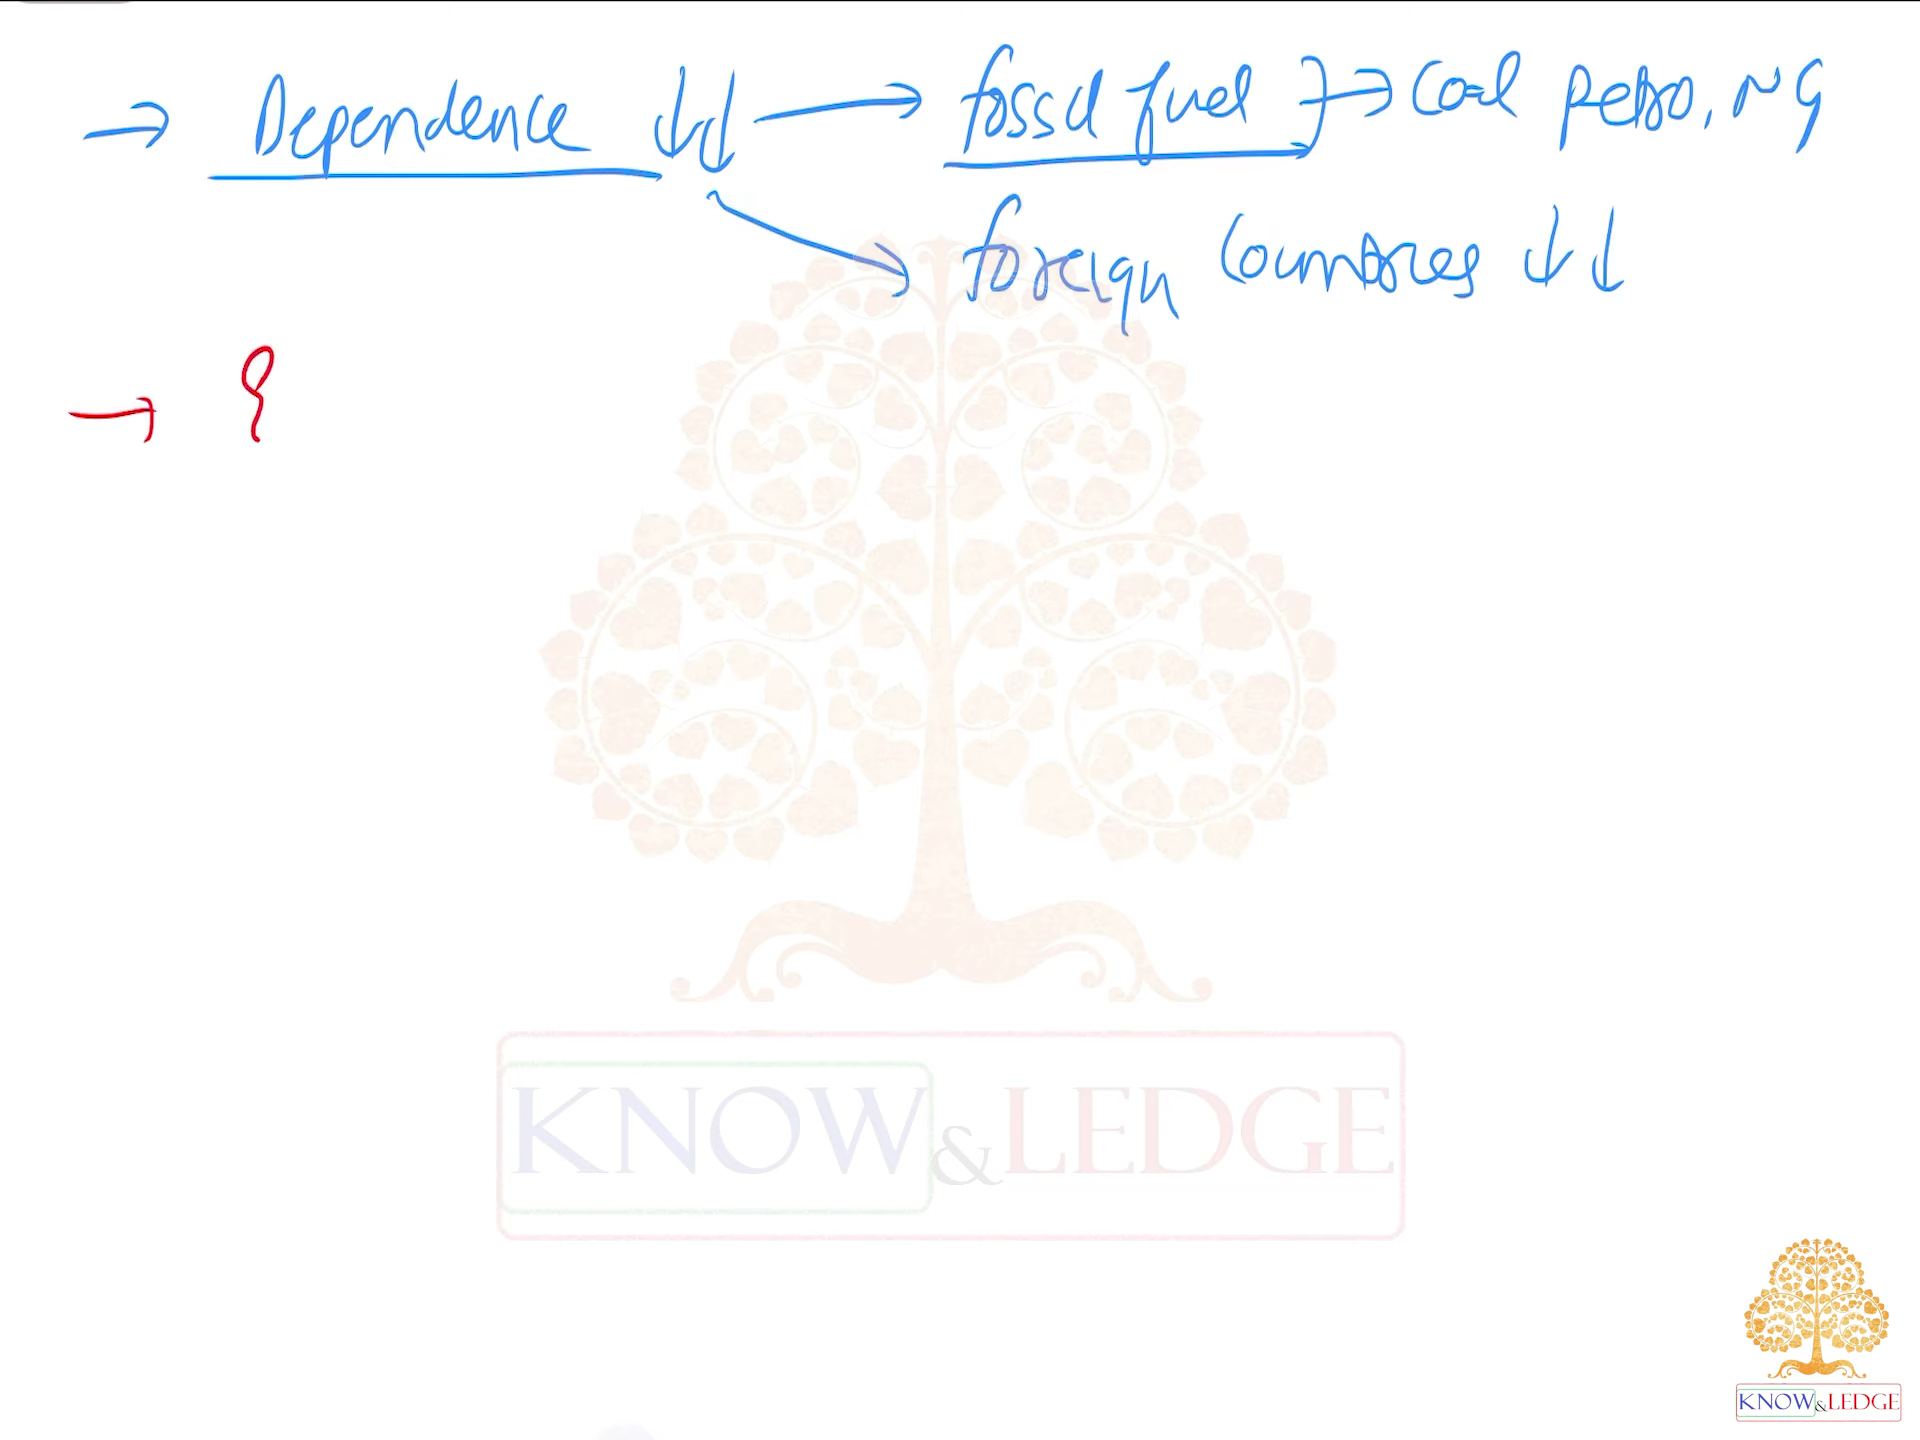 → Dependence ↓↓ → fossil fuel } → Coal petro, NG
→ foreign Countries ↓↓
→
KNOW&LEDGE
KNOW&LEDGE